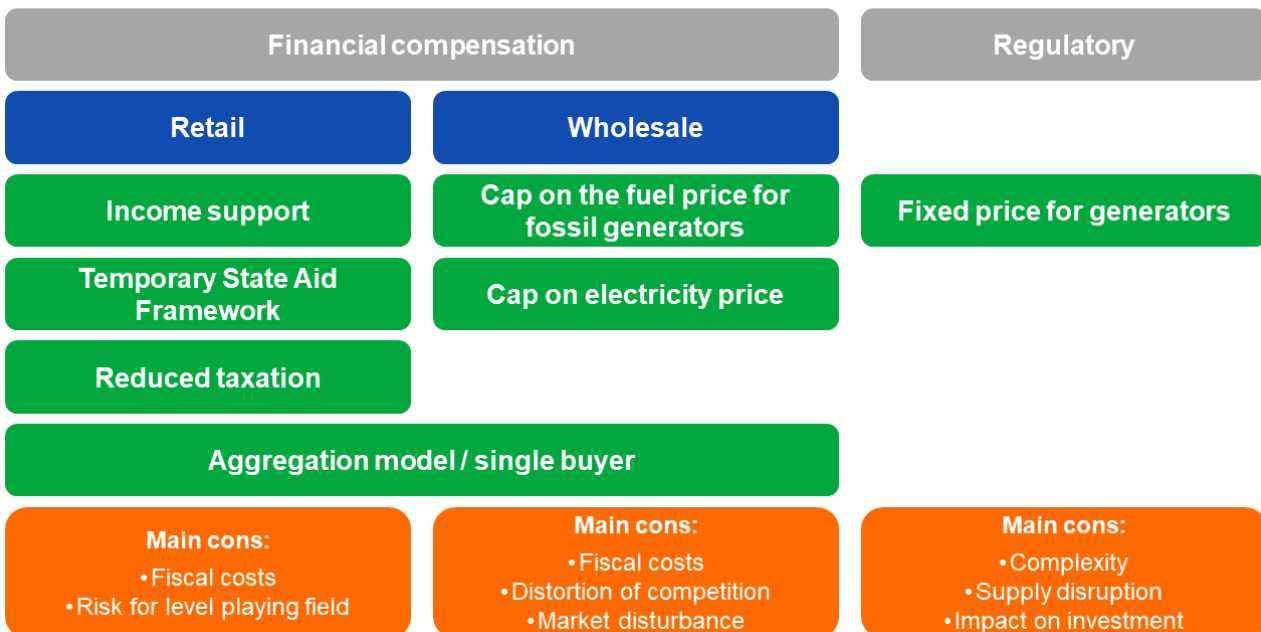 Financial compensation
Regulatory
Retail
Wholesale
Income support
Cap on the fuel price for
fossil generators
Fixed price for generators
Temporary State Aid
Framework
Cap on electricity price
Reduced taxation
Aggregation model / single buyer
Main cons:
•Fiscal costs
•Risk for level playing field
Main cons:
•Fiscal costs
•Distortion of competition
•Market disturbance
Main cons:
•Complexity
•Supply disruption
•Impact on investment